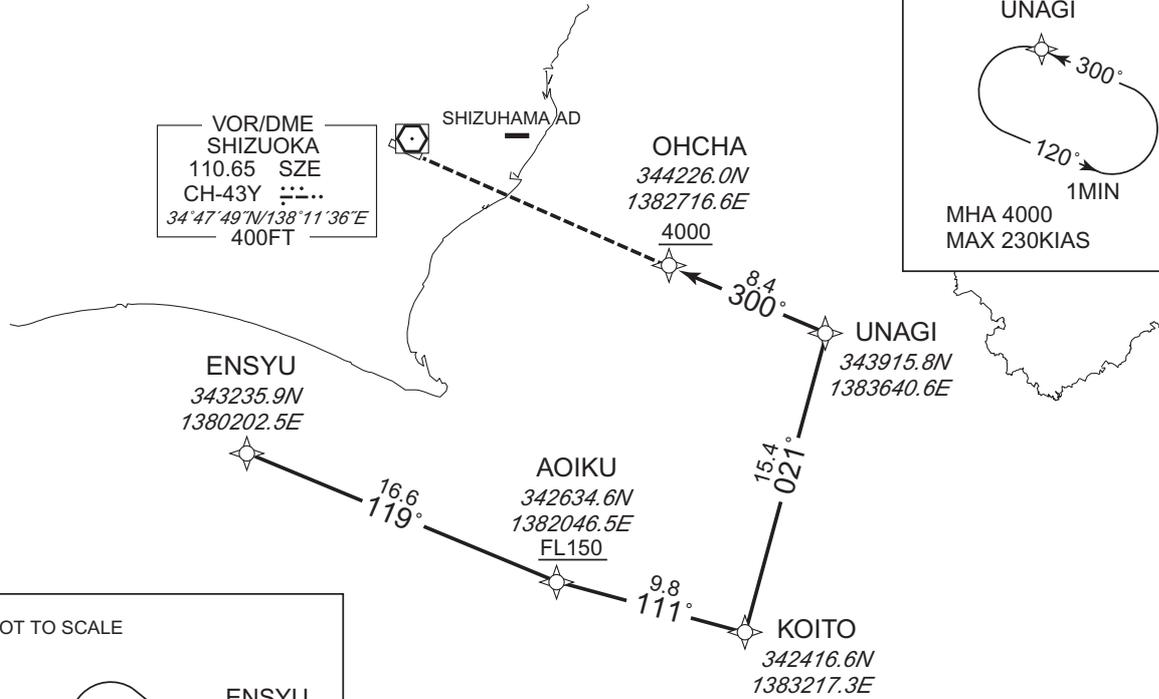 UNAGI
300°
120°
1MIN
MHA 4000
MAX 230KIAS
VOR/DME
SHIZUOKA
110.65 SZE
CH-43Y
34°47´49˝N/138°11´36˝E
400FT
SHIZUHAMA AD
OHCHA
344226.0N
1382716.6E
4000
8.4
300°
UNAGI
343915.8N
1383640.6E
ENSYU
343235.9N
1380202.5E
15.4
021°
AOIKU
342634.6N
1382046.5E
FL150
16.6
119°
9.8
111°
KOITO
342416.6N
1383217.3E
OT TO SCALE
ENSYU